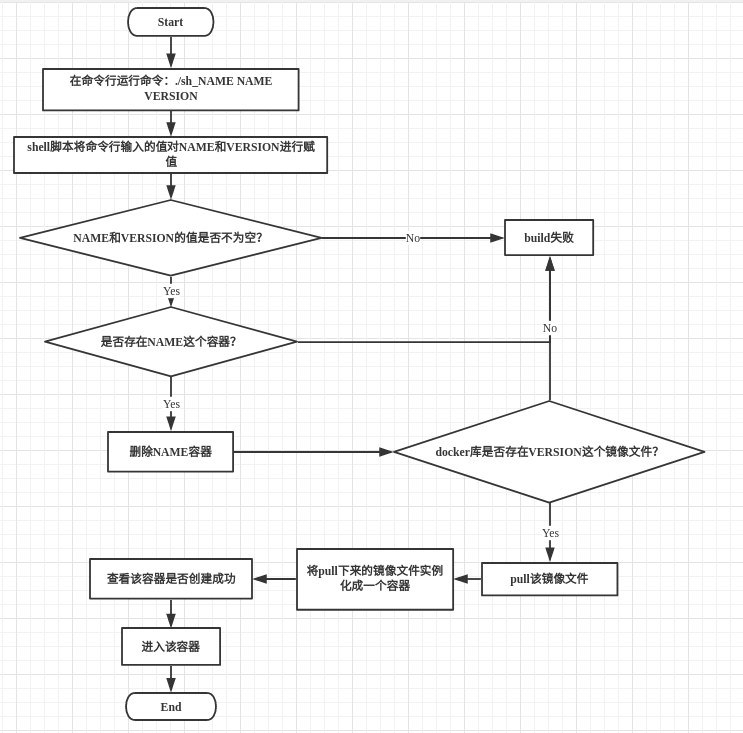 Start
在命令行运行命令：./sh_NAME NAME
VERSION
shell脚本将命令行输入的值对NAME和VERSION进行赋
值
NAME和VERSION的值是否不为空？
No
build失败
Yes
是否存在NAME这个容器？
No
Yes
删除NAME容器
docker库是否存在VERSION这个镜像文件？
Yes
查看该容器是否创建成功
将pull下来的镜像文件实例
化成一个容器
pull该镜像文件
进入该容器
End